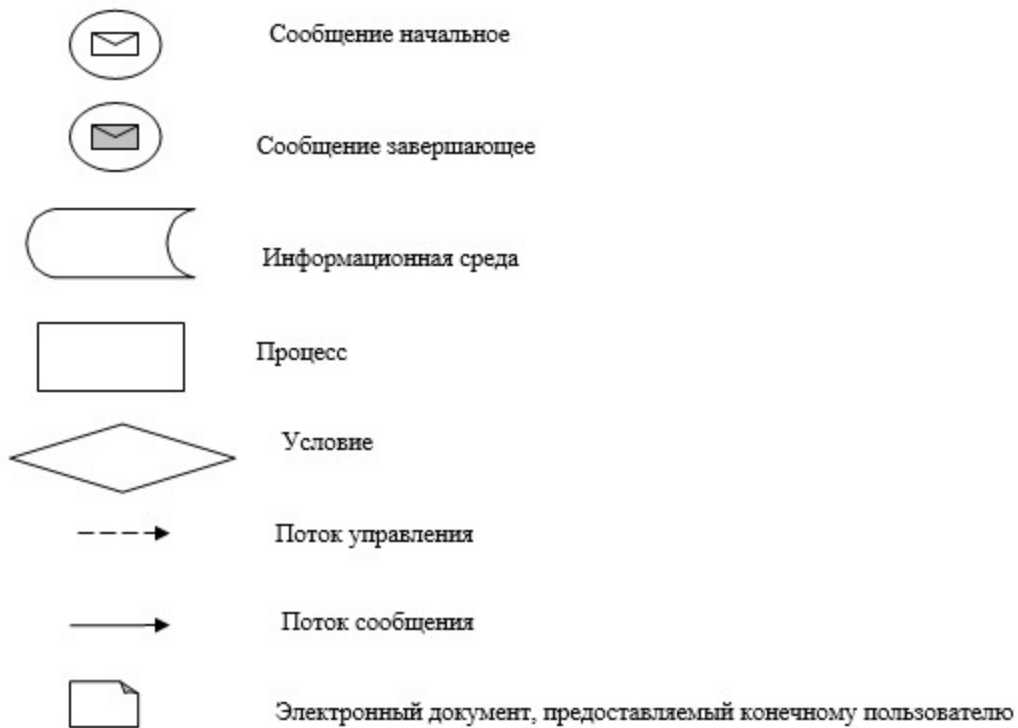 Сообщение начальное
Сообщение завершающее
Информационная среда
Процесс
Условие
Поток управления
Поток сообщения
Электронный документ, предоставляемый конечному пользователю